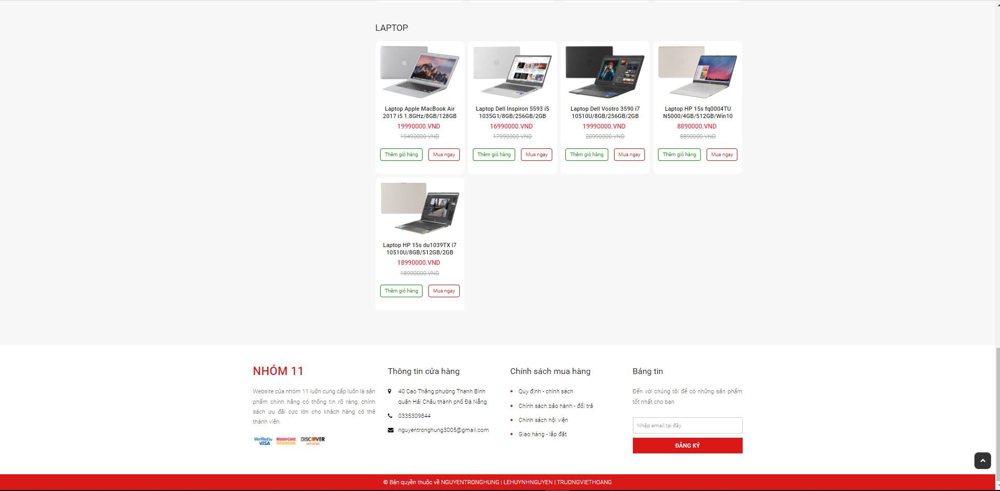 LAPTOP
Laptop Apple MacBook Air
2017 i5 1.8GHz/8GB/128GB
19990000.VND
19490000.VND
Thêm giỏ hàng
Mua ngay
Laptop Dell Inspiron 5593 i5
1035G1/8GB/256GB/2GB
16990000.VND
17990000.VND
Thêm giỏ hàng
Mua ngay
Laptop Dell Vostro 3590 i7
10510U/8GB/256GB/2GB
19990000.VND
20990000.VND
Thêm giỏ hàng
Mua ngay
Laptop HP 15s fq0004TU
N5000/4GB/512GB/Win10
8890000.VND
8890000.VND
Thêm giỏ hàng
Mua ngay
Laptop HP 15s du1039TX i7
10510U/8GB/512GB/2GB
18990000.VND
18990000.VND
Thêm giỏ hàng
Mua ngay
NHÓM 11
Website của nhóm 11 luôn cung cấp luôn là sản
phẩm chính hãng có thông tin rõ ràng, chính
sách ưu đãi cực lớn cho khách hàng có thẻ
thành viên.
Verified by
VISA
MasterCard.
SecureCode.
DISCOVER
NETWORK
Thông tin cửa hàng
40 Cao Thắng phường Thanh Bình
quận Hải Châu thành phố Đà Nẵng
0335309844
nguyentronghung3005@gmail.com
Chính sách mua hàng
Quy định - chính sách
Chính sách bảo hành - đổi trả
Chính sách hội viện
Giao hàng - lắp đặt
Bảng tin
Đến với chúng tôi để có những sản phẩm
tốt nhất cho bạn
Nhập email tại đây
ĐĂNG KÝ
© Bản quyền thuộc về NGUYENTRONGHUNG | LEHUYNHNGUYEN | TRUONGVIETHOANG